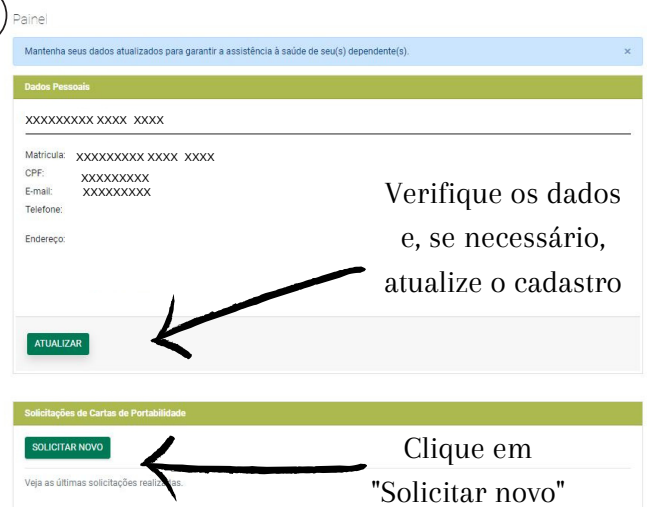 Painel
Mantenha seus dados atualizados para garantir a assistência à saúde de seu(s) dependente(s). ×
Dados Pessoais
XXXXXXXXX XXXX XXXX
Matricula: XXXXXXXXX XXXX XXXX
CPF: XXXXXXXXX
E-mail: XXXXXXXXX
Telefone:
Endereço:
Verifique os dados
e, se necessário,
atualize o cadastro
ATUALIZAR
Solicitações de Cartas de Portabilidade
SOLICITAR NOVO
Clique em
"Solicitar novo"
Veja as últimas solicitações realizadas.